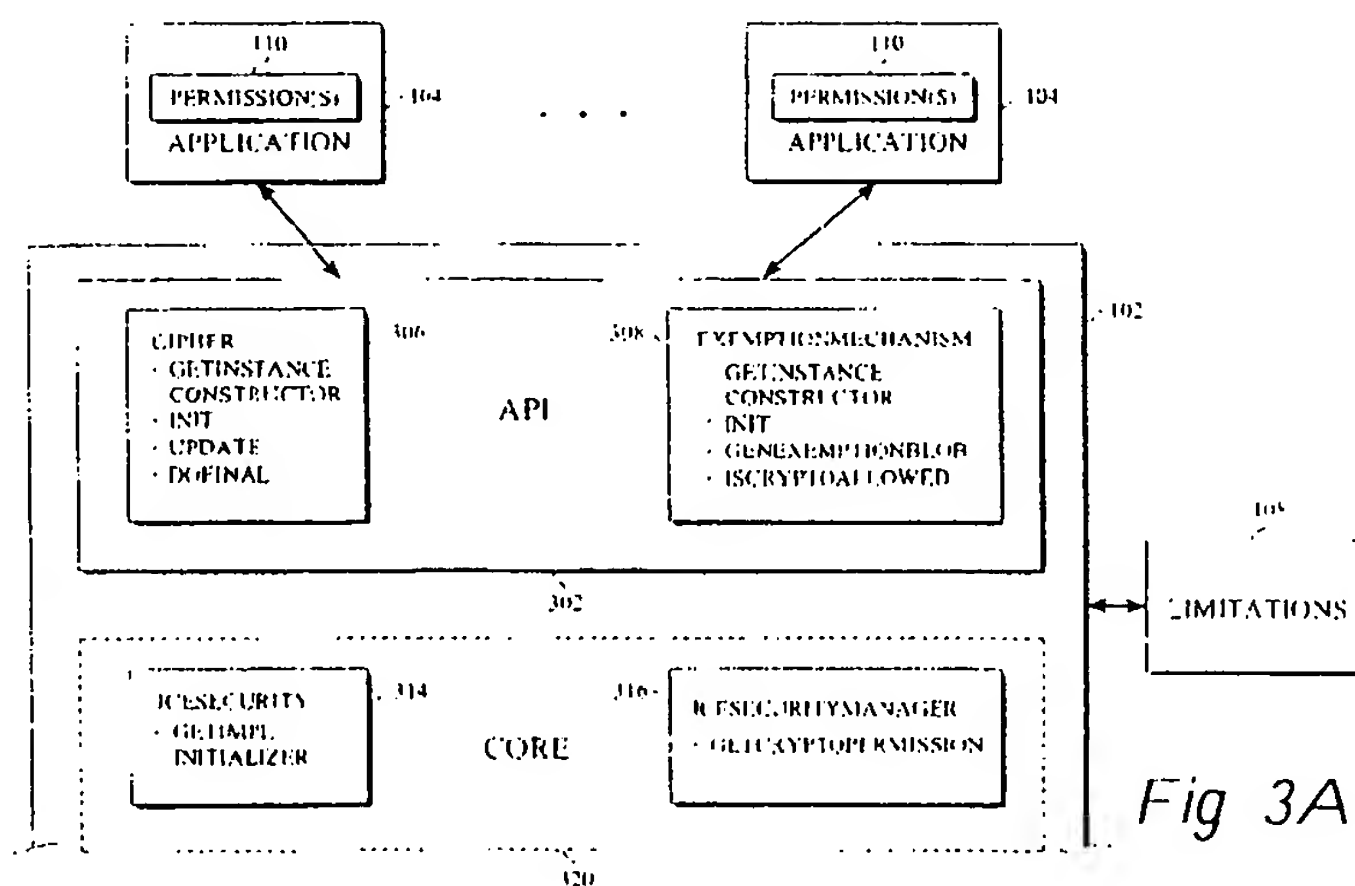 110
PERMISSION(S)
104
APPLICATION
. . .
110
PERMISSION(S)
104
APPLICATION
102
CIPHER
· GETINSTANCE
CONSTRUCTOR
· INIT
· UPDATE
· DOFINAL
306
API
308
EXEMPTIONMECHANISM
GETINSTANCE
CONSTRUCTOR
· INIT
· GENEXEMPTIONBLOB
· ISCRYPTOALLOWED
302
LIMITATIONS
JCESECURITY
· GETIMPL
INITIALIZER
314
CORE
316
JCESECURITYMANAGER
· GETCRYPTOPERMISSION
320
Fig 3A